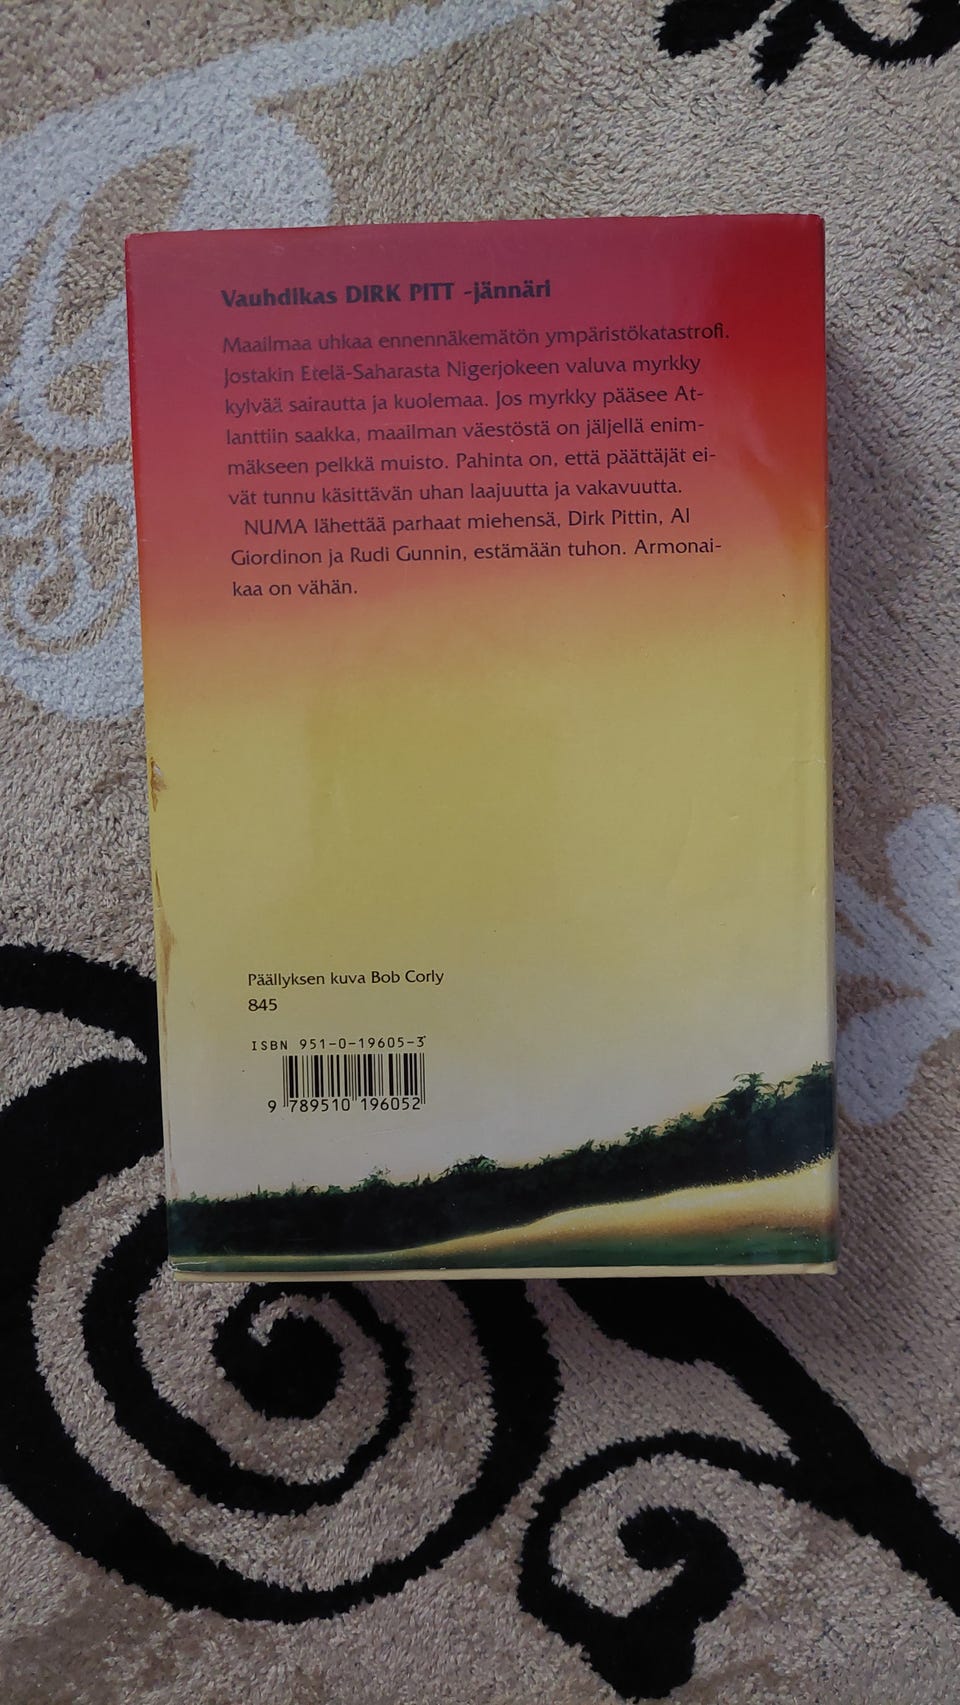 Vauhdikas DIRK PITT -jännäri
Maailmaa uhkaa ennennäkemätön ympäristökatastrofi.
Jostakin Etelä-Saharasta Nigerjokeen valuva myrkky
kylvää sairautta ja kuolemaa. Jos myrkky pääsee At-
lanttiin saakka, maailman väestöstä on jäljellä enim-
mäkseen pelkkä muisto. Pahinta on, että päättäjät ei-
vät tunnu käsittävän uhan laajuutta ja vakavuutta.
NUMA lähettää parhaat miehensä, Dirk Pittin, Al
Giordinon ja Rudi Gunnin, estämään tuhon. Armonai-
kaa on vähän.
Päällyksen kuva Bob Corly
845
ISBN 951-0-19605-3
9 789510 196052